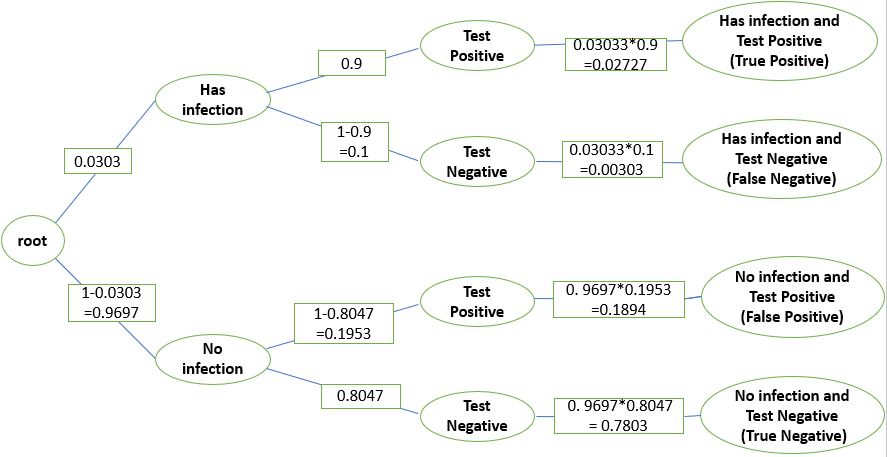 root
0.0303
1-0.0303
=0.9697
Has
infection
No
infection
0.9
1-0.9
=0.1
1-0.8047
=0.1953
0.8047
Test
Positive
Test
Negative
Test
Positive
Test
Negative
0.03033*0.9
=0.02727
0.03033*0.1
=0.00303
0. 9697*0.1953
=0.1894
0. 9697*0.8047
= 0.7803
Has infection and
Test Positive
(True Positive)
Has infection and
Test Negative
(False Negative)
No infection and
Test Positive
(False Positive)
No infection and
Test Negative
(True Negative)